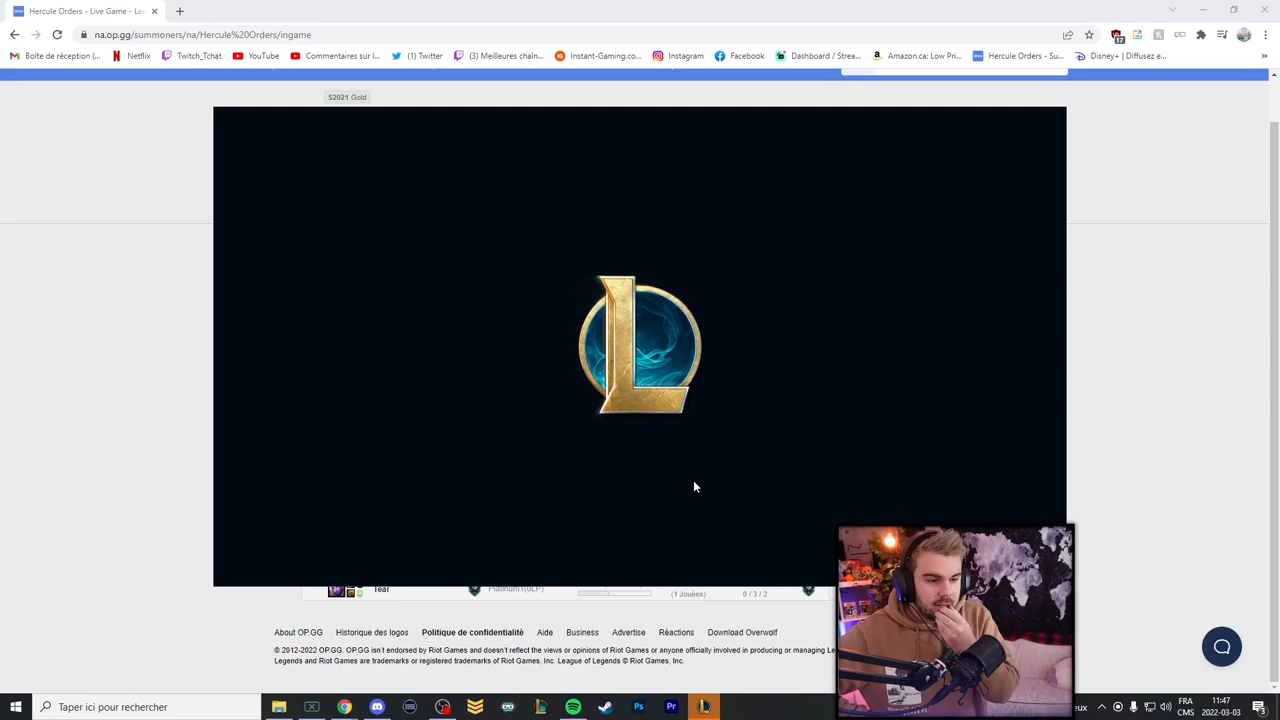 Hercule Orders - Live Game - Lea
na.op.gg/summoners/na/Hercule%20Orders/ingame
Boîte de réception (... Netflix Twitch_Tchat YouTube Commentaires sur l... (1) Twitter (3) Meilleures chaîn... Instant-Gaming.co... Instagram Facebook Dashboard / Strea... Amazon.ca: Low Pri... Hercule Orders - Su... Disney+ | Diffusez e... »
S2021 Gold
Tear Platinum1(0LP) (1 Jouées) 0 / 3 / 2
About OP.GG Historique des logos Politique de confidentialité Aide Business Advertise Réactions Download Overwolf
© 2012-2022 OP.GG. OP.GG isn't endorsed by Riot Games and doesn't reflect the views or opinions of Riot Games or anyone officially involved in producing or managing Le
Legends and Riot Games are trademarks or registered trademarks of Riot Games, Inc. League of Legends © Riot Games, Inc.
Taper ici pour rechercher
eux
FRA
CMS
11:47
2022-03-03